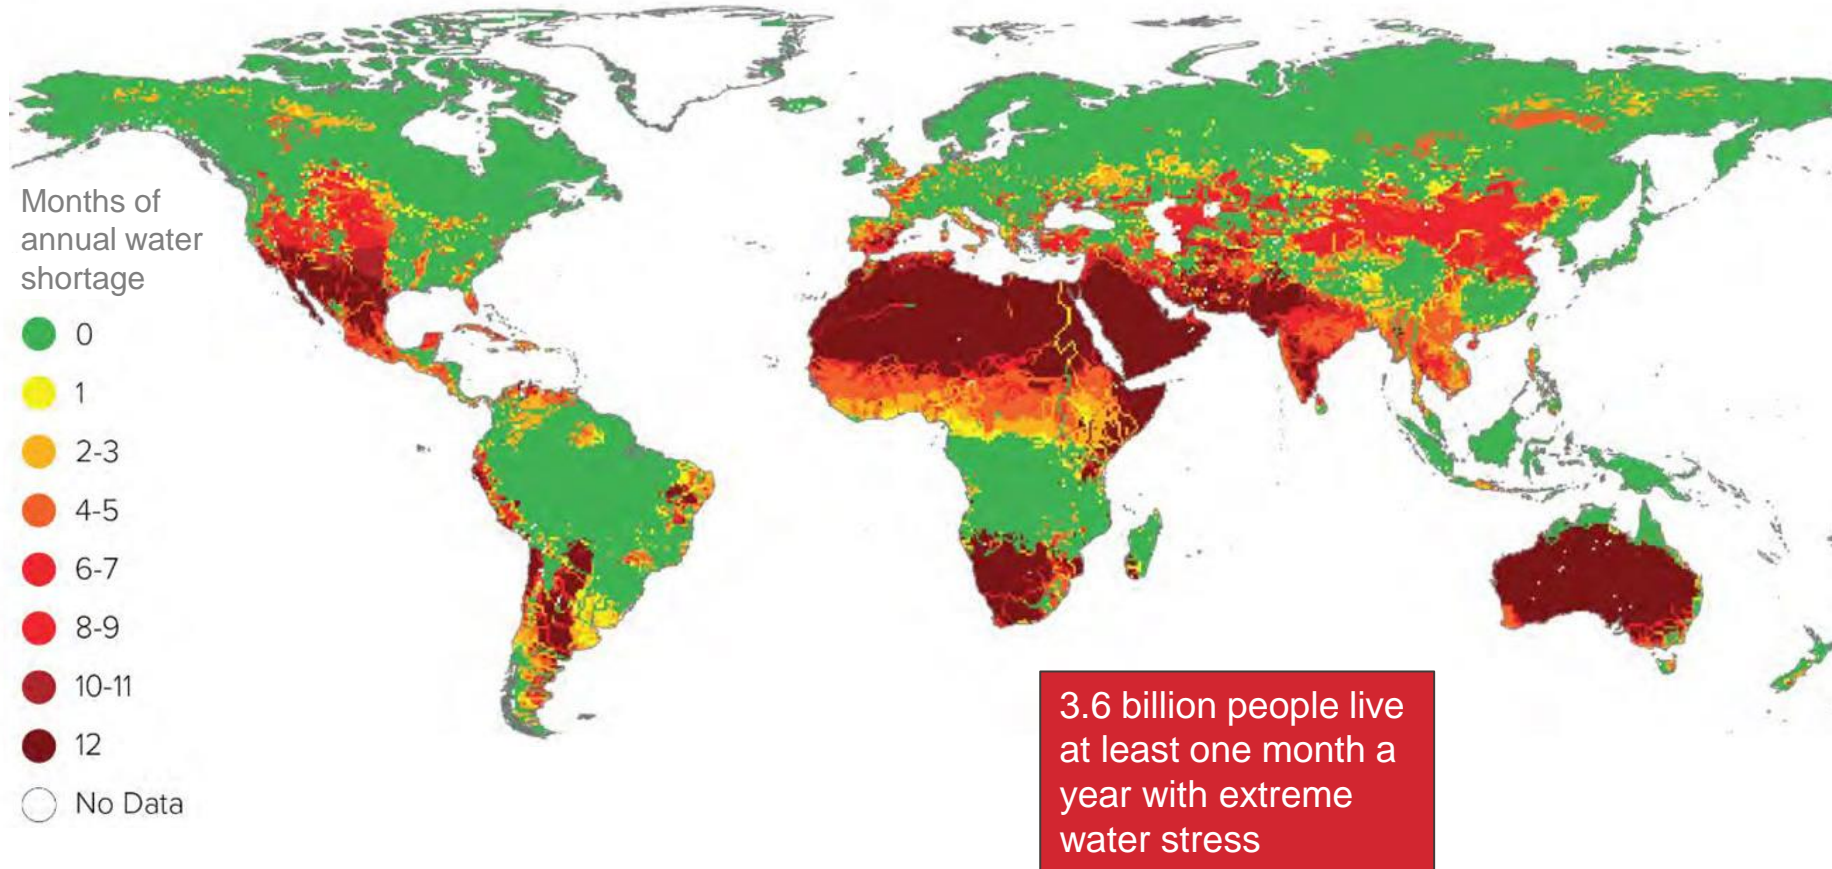 Months of
annual water
shortage
0
1
2-3
4-5
6-7
8-9
10-11
12
No Data
3.6 billion people live
at least one month a
year with extreme
water stress